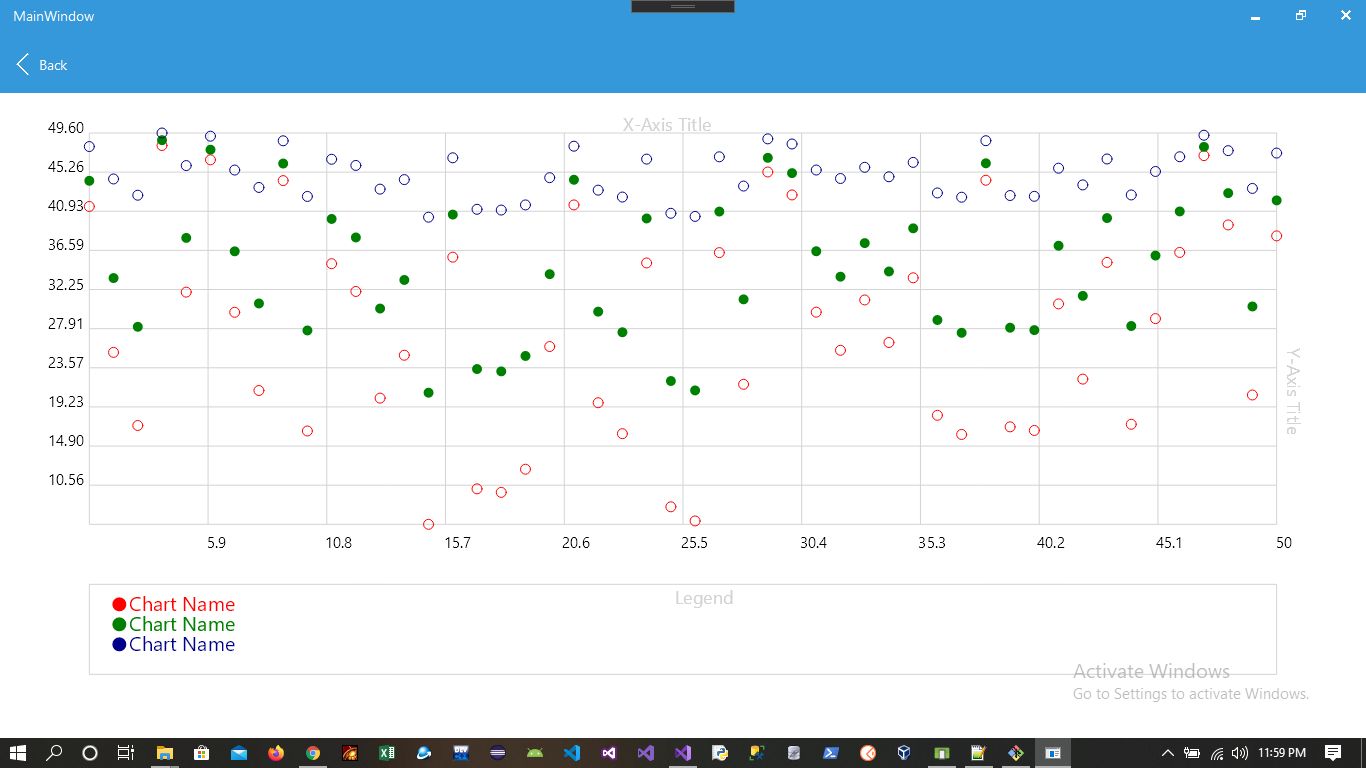 MainWindow
Back
X-Axis Title
49.60
45.26
40.93
36.59
32.25
27.91
23.57
19.23
14.90
10.56
Y-Axis Title
5.9 10.8 15.7 20.6 25.5 30.4 35.3 40.2 45.1 50
Legend
Chart Name
Chart Name
Chart Name
Activate Windows
Go to Settings to activate Windows.
11:59 PM